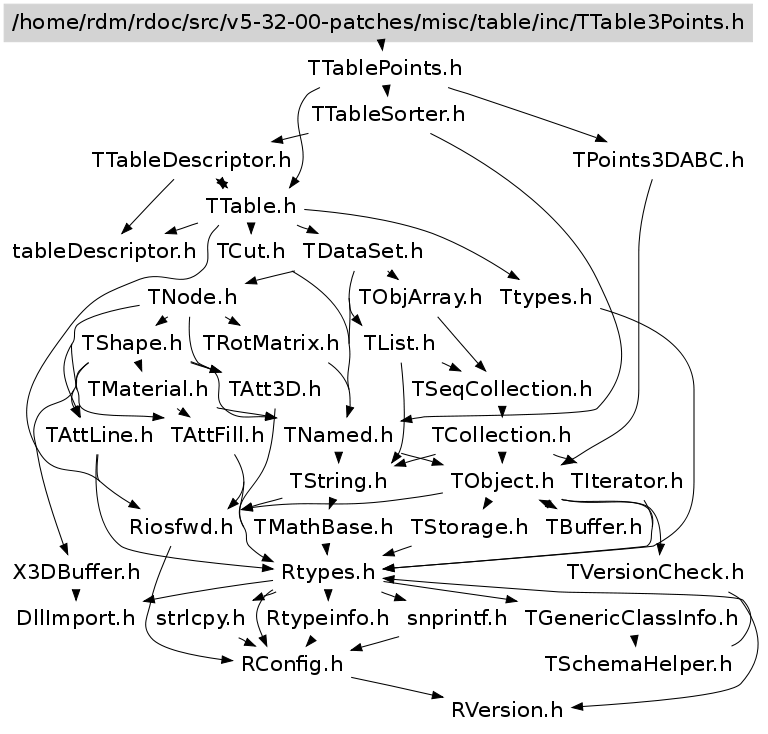 /home/rdm/rdoc/src/v5-32-00-patches/misc/table/inc/TTable3Points.h
TTablePoints.h
TTableSorter.h
TTableDescriptor.h
TPoints3DABC.h
TTable.h
tableDescriptor.h
TCut.h
TDataSet.h
TNode.h
TObjArray.h
Ttypes.h
TShape.h
TRotMatrix.h
TList.h
TMaterial.h
TAtt3D.h
TSeqCollection.h
TAttLine.h
TAttFill.h
TNamed.h
TCollection.h
TString.h
TObject.h
TIterator.h
Riosfwd.h
TMathBase.h
TStorage.h
TBuffer.h
X3DBuffer.h
Rtypes.h
TVersionCheck.h
DllImport.h
strlcpy.h
Rtypeinfo.h
snprintf.h
TGenericClassInfo.h
RConfig.h
TSchemaHelper.h
RVersion.h